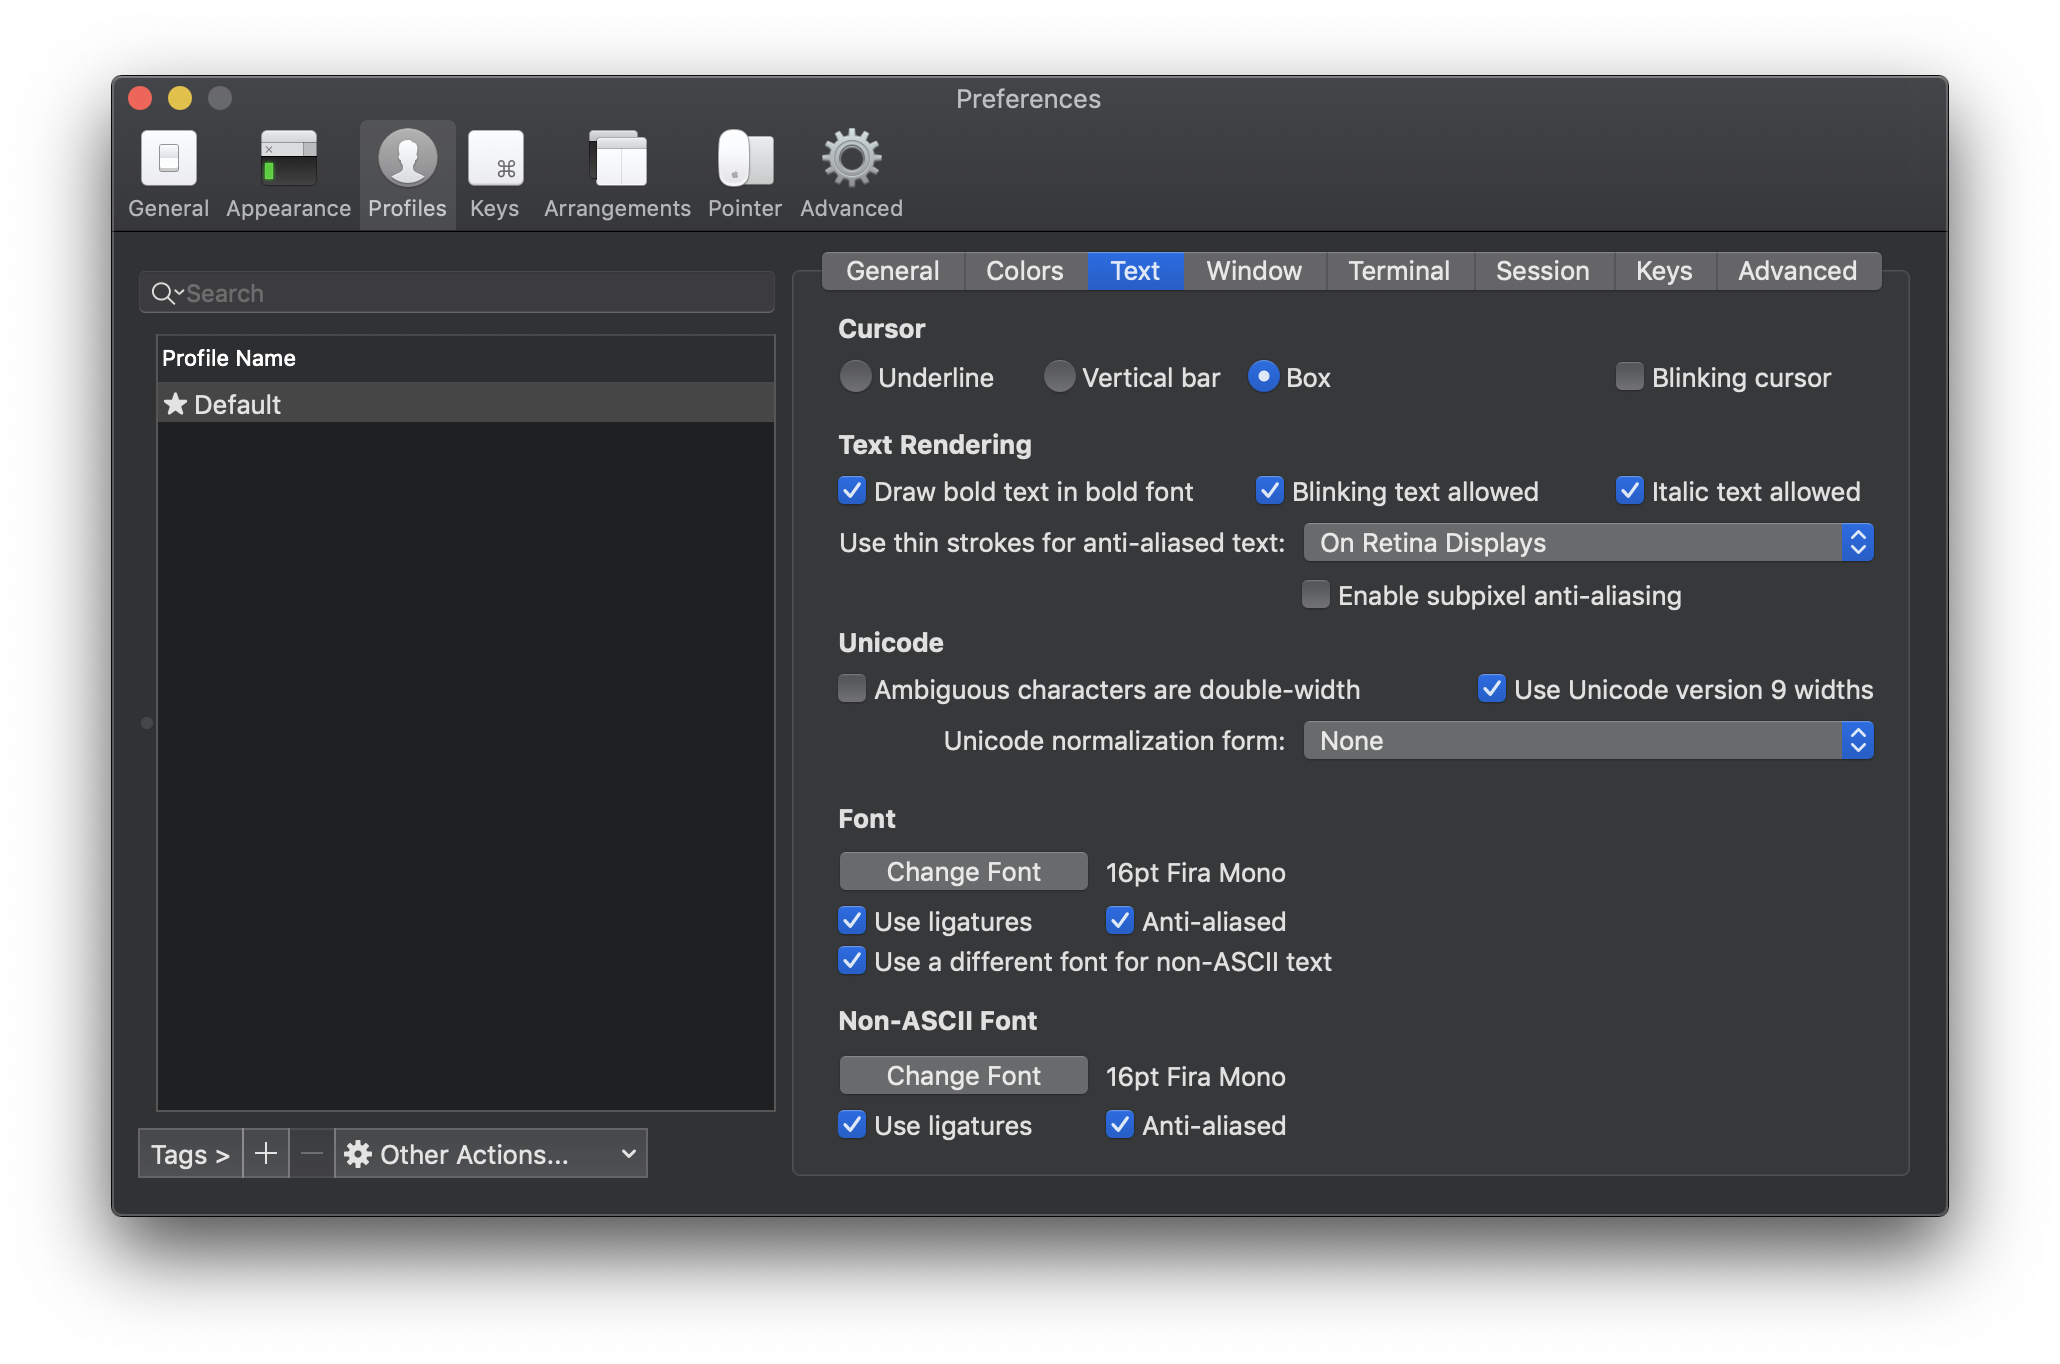 Preferences
General Appearance Profiles Keys Arrangements Pointer Advanced
Search
Profile Name
Default
Tags >
Other Actions...
General Colors Text Window Terminal Session Keys Advanced
Cursor
Underline Vertical bar Box Blinking cursor
Text Rendering
Draw bold text in bold font Blinking text allowed Italic text allowed
Use thin strokes for anti-aliased text: On Retina Displays
Enable subpixel anti-aliasing
Unicode
Ambiguous characters are double-width Use Unicode version 9 widths
Unicode normalization form: None
Font
Change Font 16pt Fira Mono
Use ligatures Anti-aliased
Use a different font for non-ASCII text
Non-ASCII Font
Change Font 16pt Fira Mono
Use ligatures Anti-aliased